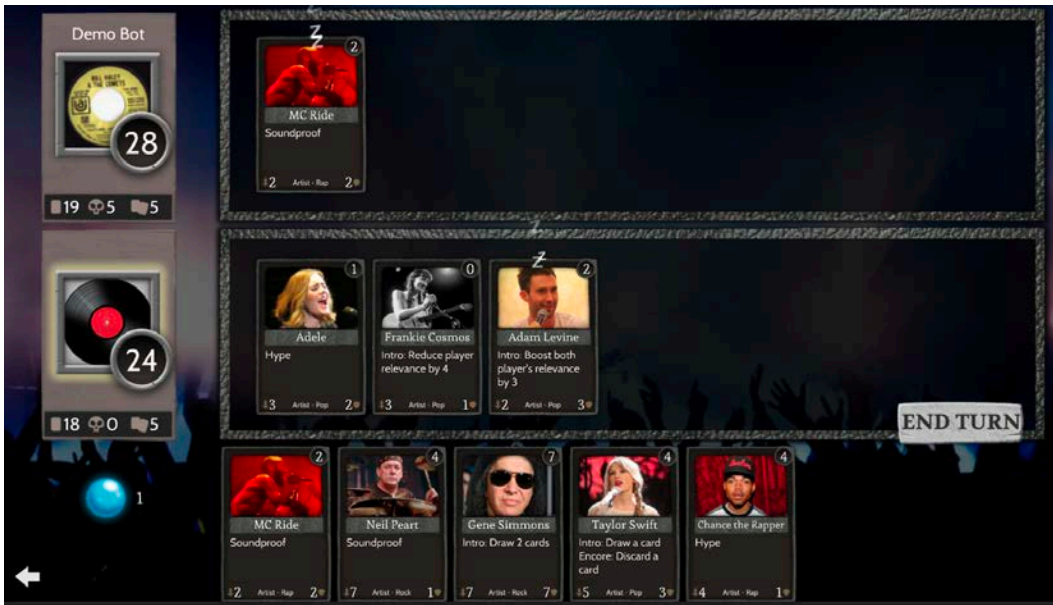 Demo Bot
BILL HALEY
& THE COMETS
28
19 5 5
z
z
2
MC Ride
Soundproof
2 Artist - Rap 2
24
18 0 5
1
z
z
1
Adele
Hype
3 Artist - Pop 2
0
Frankie Cosmos
Intro: Reduce player
relevance by 4
3 Artist - Pop 1
2
Adam Levine
Intro: Boost both
player's relevance
by 3
2 Artist - Pop 3
END TURN
2
MC Ride
Soundproof
2 Artist - Rap 2
4
Neil Peart
Soundproof
7 Artist - Rock 1
7
Gene Simmons
Intro: Draw 2 cards
7 Artist - Rock 7
4
Taylor Swift
Intro: Draw a card
Encore: Discard a
card
5 Artist - Pop 3
4
Chance the Rapper
Hype
4 Artist - Rap 1